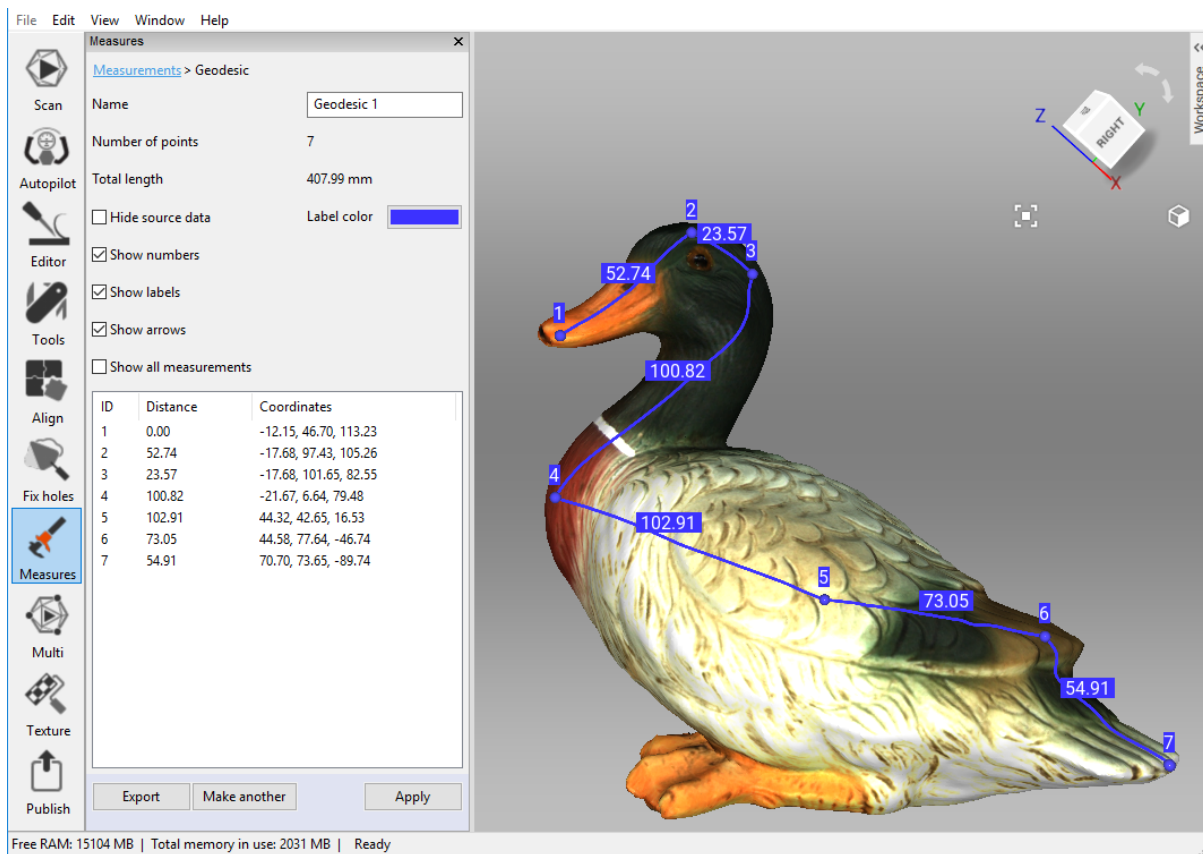 File Edit View Window Help
Scan
Autopilot
Editor
Tools
Align
Fix holes
Measures
Multi
Texture
Publish
Measures
Measurements > Geodesic
Name Geodesic 1
Number of points 7
Total length 407.99 mm
Hide source data Label color
Show numbers
Show labels
Show arrows
Show all measurements
ID Distance Coordinates
1 0.00 -12.15, 46.70, 113.23
2 52.74 -17.68, 97.43, 105.26
3 23.57 -17.68, 101.65, 82.55
4 100.82 -21.67, 6.64, 79.48
5 102.91 44.32, 42.65, 16.53
6 73.05 44.58, 77.64, -46.74
7 54.91 70.70, 73.65, -89.74
Export Make another Apply
Workspace
Z Y
RIGHT
X
2
23.57
3
52.74
1
100.82
4
102.91
5
73.05
6
54.91
7
Free RAM: 15104 MB | Total memory in use: 2031 MB | Ready